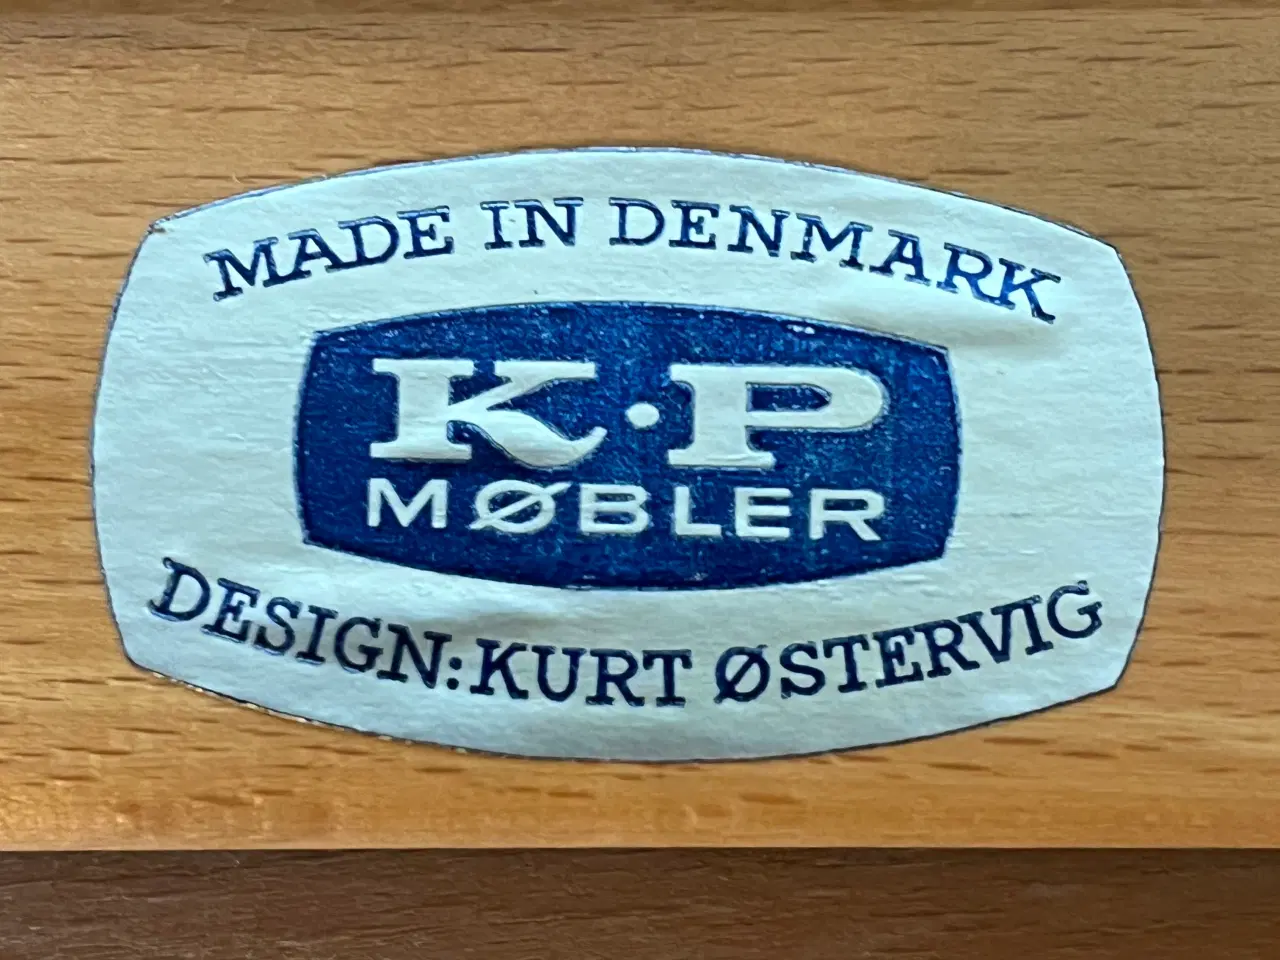 MADE IN DENMARK
K·P
MØBLER
DESIGN: KURT ØSTERVIG